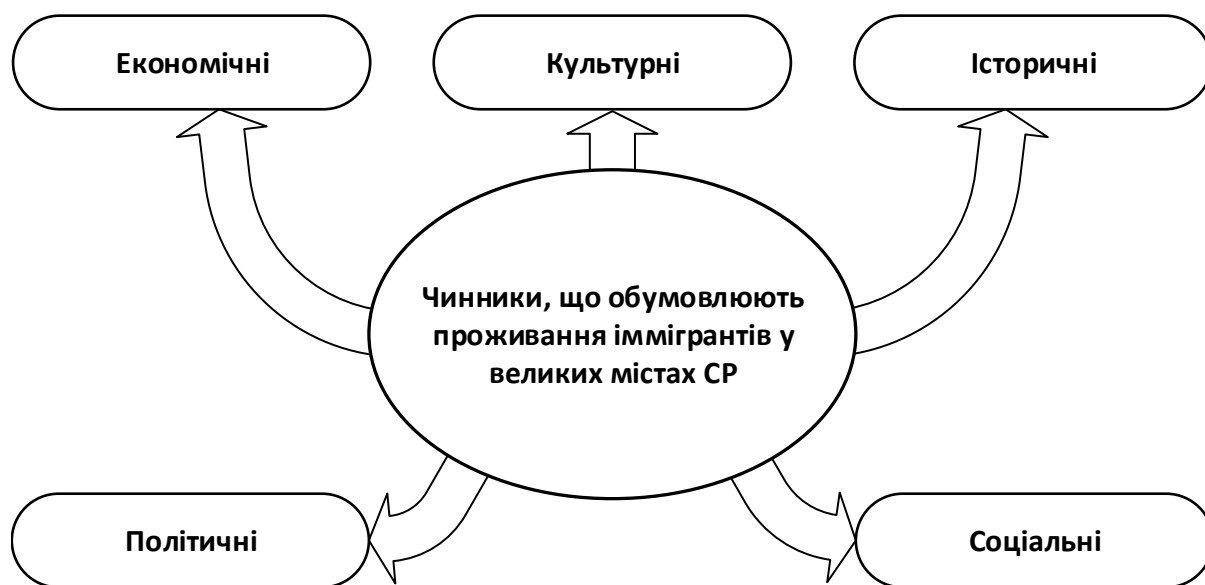 Економічні
Культурні
Історичні
Чинники, що обумовлюють
проживання іммігрантів у
великих містах СР
Політичні
Соціальні